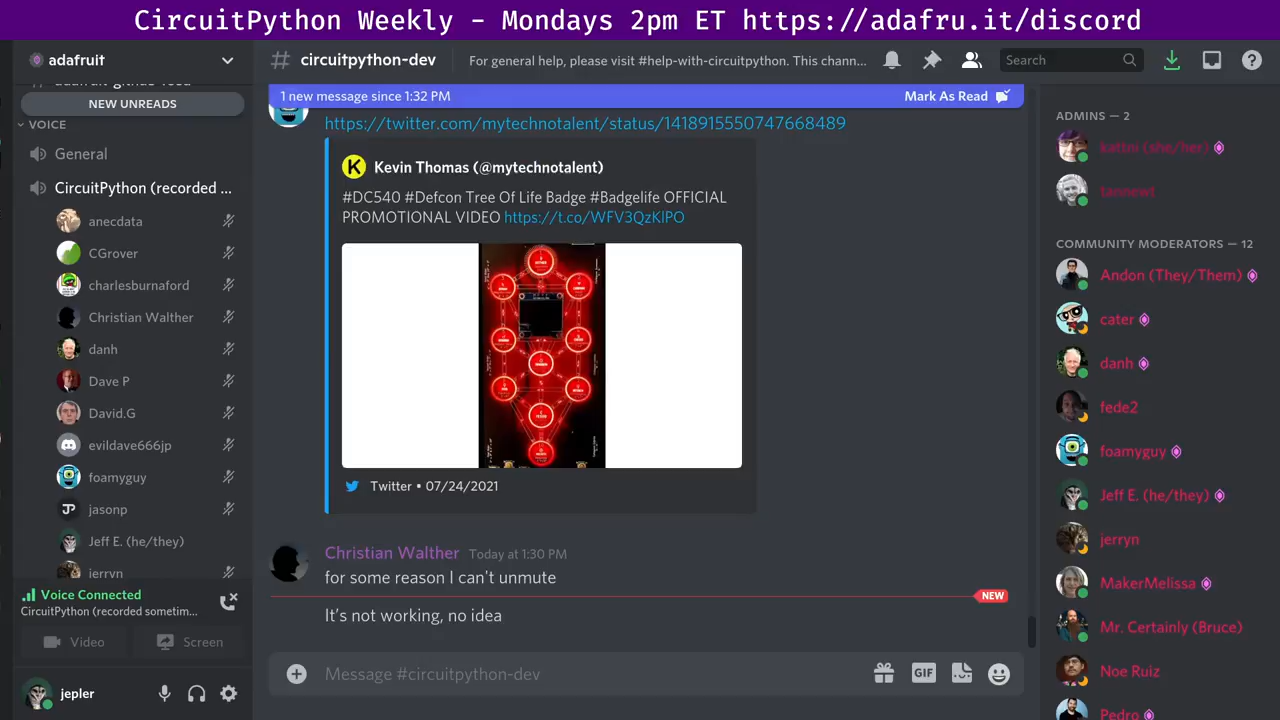 CircuitPython Weekly - Mondays 2pm ET https://adafru.it/discord
adafruit
NEW UNREADS
VOICE
General
CircuitPython (recorded ...
anecdata
CGrover
charlesburnaford
Christian Walther
danh
Dave P
David.G
evildave666jp
foamyguy
jasonp
Jeff E. (he/they)
jerryn
Voice Connected
CircuitPython (recorded sometim...
Video
Screen
jepler
circuitpython-dev
For general help, please visit #help-with-circuitpython. This chann...
Search
1 new message since 1:32 PM
Mark As Read
https://twitter.com/mytechnotalent/status/1418915550747668489
Kevin Thomas (@mytechnotalent)
#DC540 #Defcon Tree Of Life Badge #Badgelife OFFICIAL
PROMOTIONAL VIDEO https://t.co/WFV3QzKlPO
Twitter • 07/24/2021
Christian Walther Today at 1:30 PM
for some reason I can't unmute
NEW
It's not working, no idea
Message #circuitpython-dev
GIF
ADMINS — 2
kattni (she/her)
tannewt
COMMUNITY MODERATORS — 12
Andon (They/Them)
cater
danh
fede2
foamyguy
Jeff E. (he/they)
jerryn
MakerMelissa
Mr. Certainly (Bruce)
Noe Ruiz
Pedro